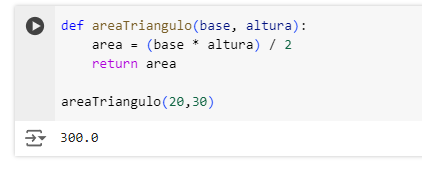 def areaTriangulo(base, altura):
    area = (base * altura) / 2
    return area
areaTriangulo(20,30)
300.0